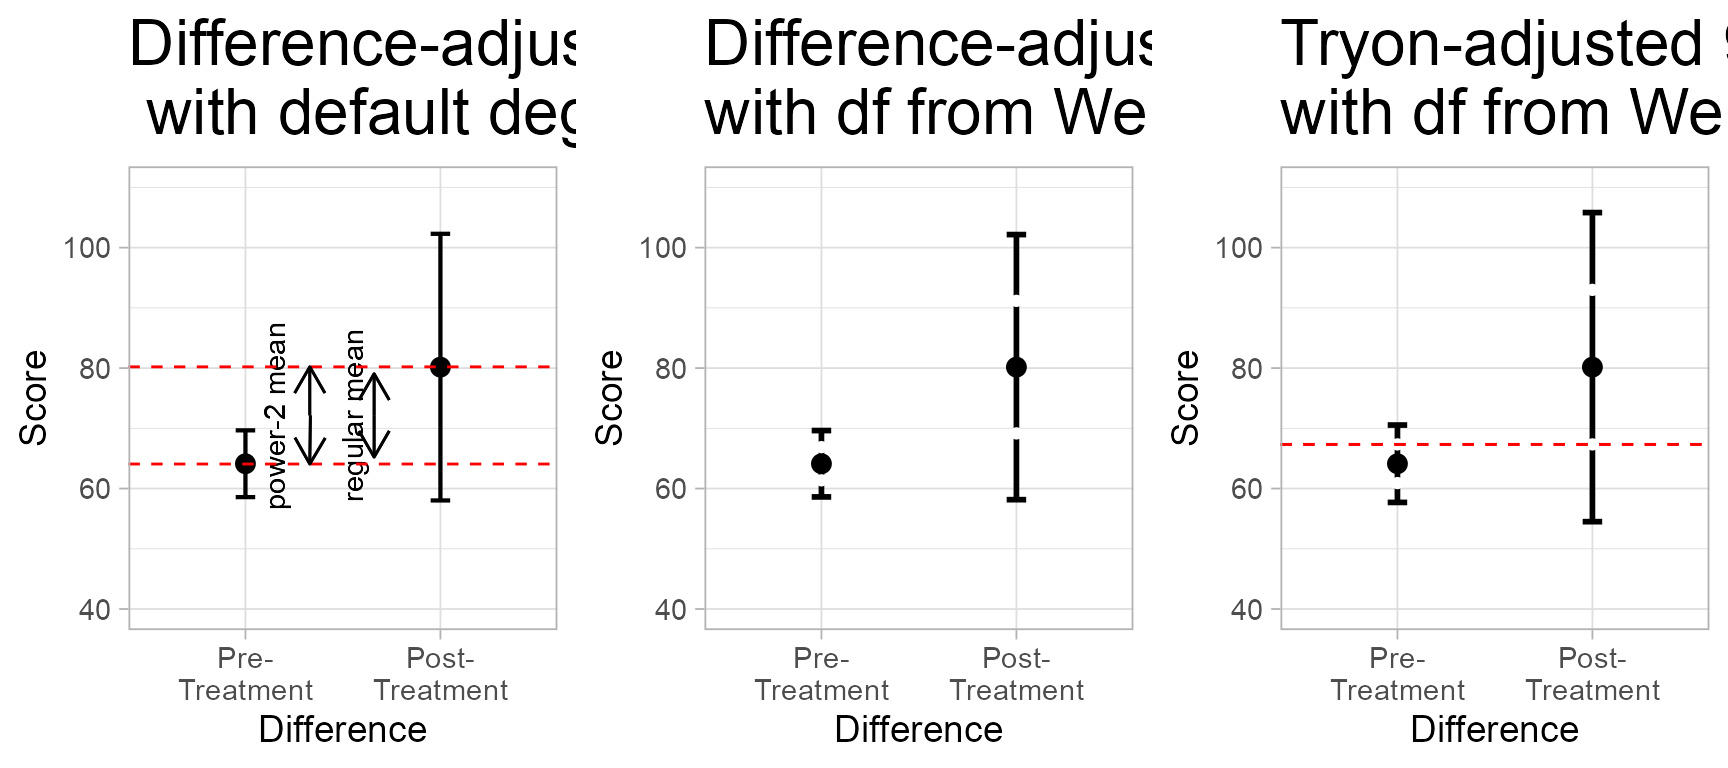 Difference-adjus
with default deg
Score
100
80
60
40
power-2 mean
regular mean
Pre-
Treatment
Post-
Treatment
Difference
Difference-adjus
with df from We
Score
100
80
60
40
Pre-
Treatment
Post-
Treatment
Difference
Tryon-adjusted
with df from We
Score
100
80
60
40
Pre-
Treatment
Post-
Treatment
Difference